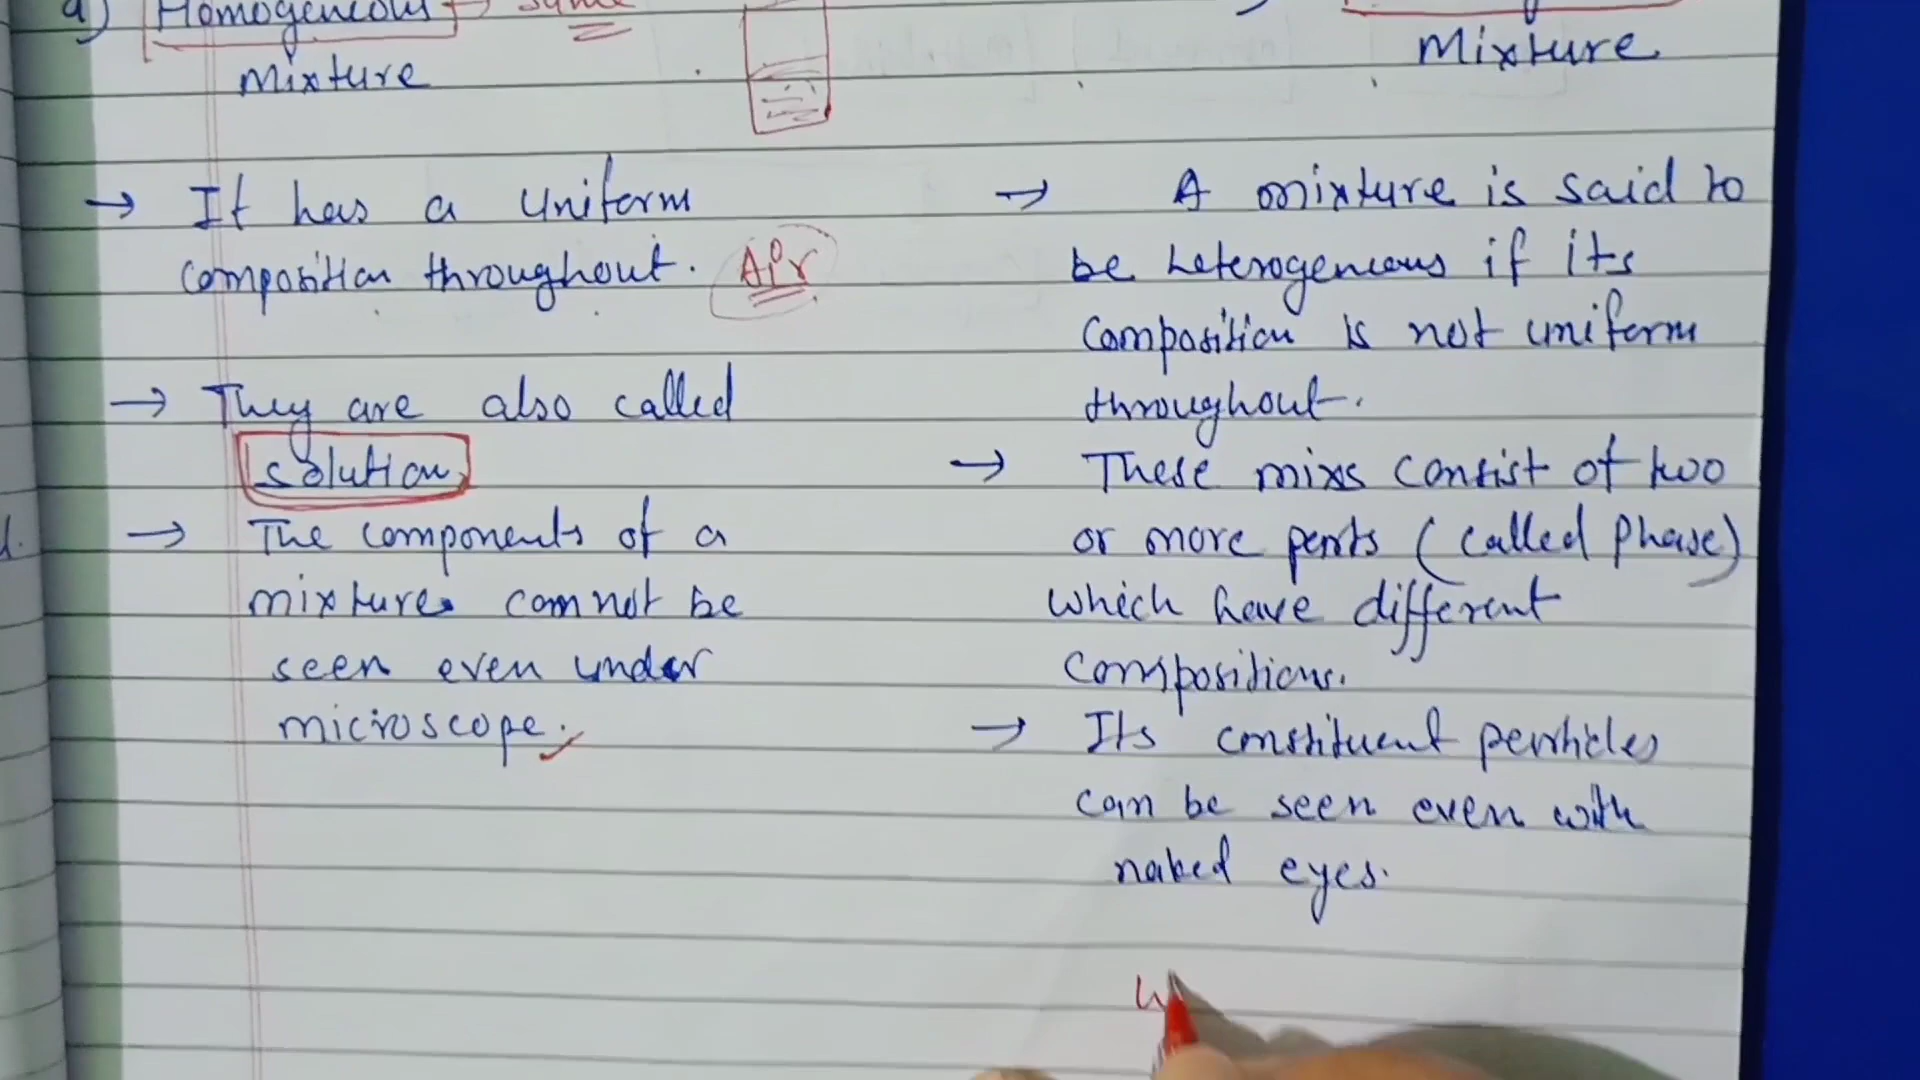 a) Homogeneous → same
mixture
→ It has a uniform
composition throughout. Air
→ They are also called
solution
→ The components of a
mixture cannot be
seen even under
microscope.
Mixture
→ A mixture is said to
be heterogeneous if its
composition is not uniform
throughout.
→ These mixs consist of two
or more parts (called phase)
which have different
compositions.
→ Its constituent particles
can be seen even with
naked eyes.